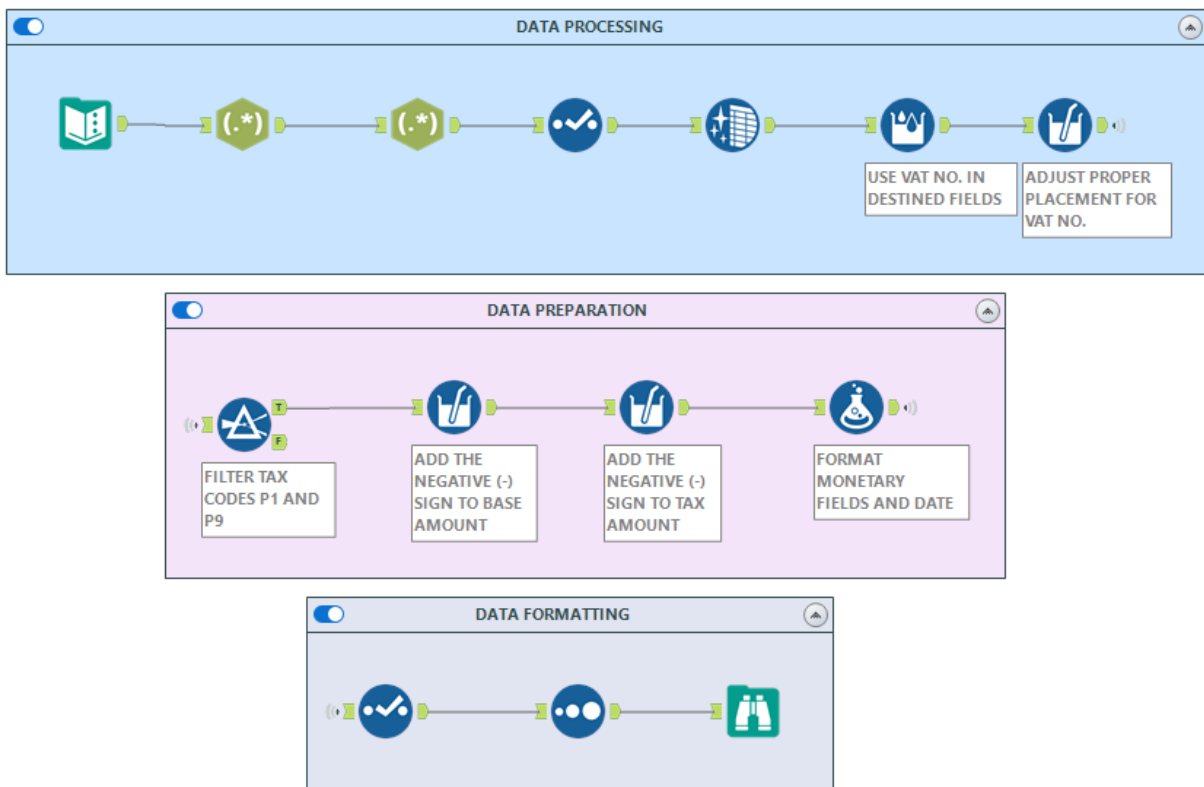 DATA PROCESSING
(.*)
(.*)
USE VAT NO. IN
DESTINED FIELDS
ADJUST PROPER
PLACEMENT FOR
VAT NO.
DATA PREPARATION
T
F
FILTER TAX
CODES P1 AND
P9
ADD THE
NEGATIVE (-)
SIGN TO BASE
AMOUNT
ADD THE
NEGATIVE (-)
SIGN TO TAX
AMOUNT
FORMAT
MONETARY
FIELDS AND DATE
DATA FORMATTING